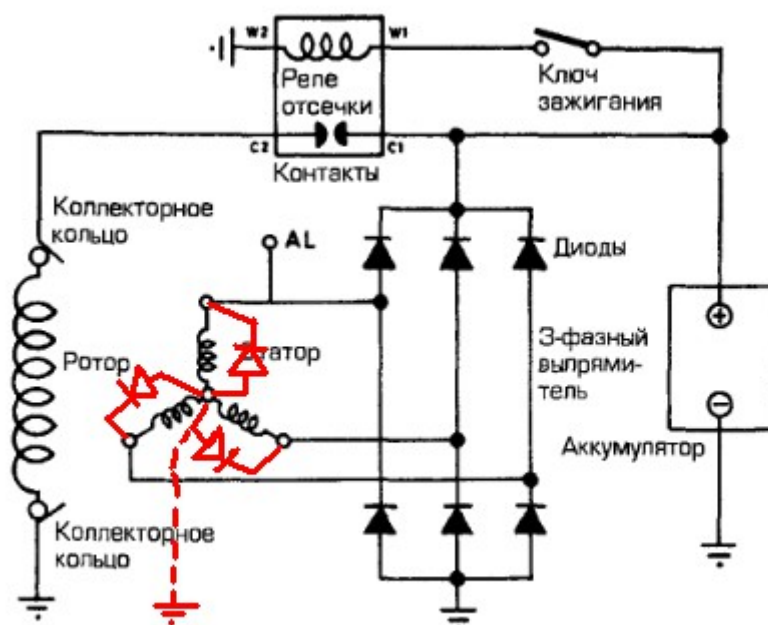 W2
W1
Реле
отсечки
Ключ
зажигания
C2
C1
Контакты
Коллекторное
кольцо
AL
Диоды
Ротор
Статор
3-фазный
выпрями-
тель
Аккумулятор
Коллекторное
кольцо